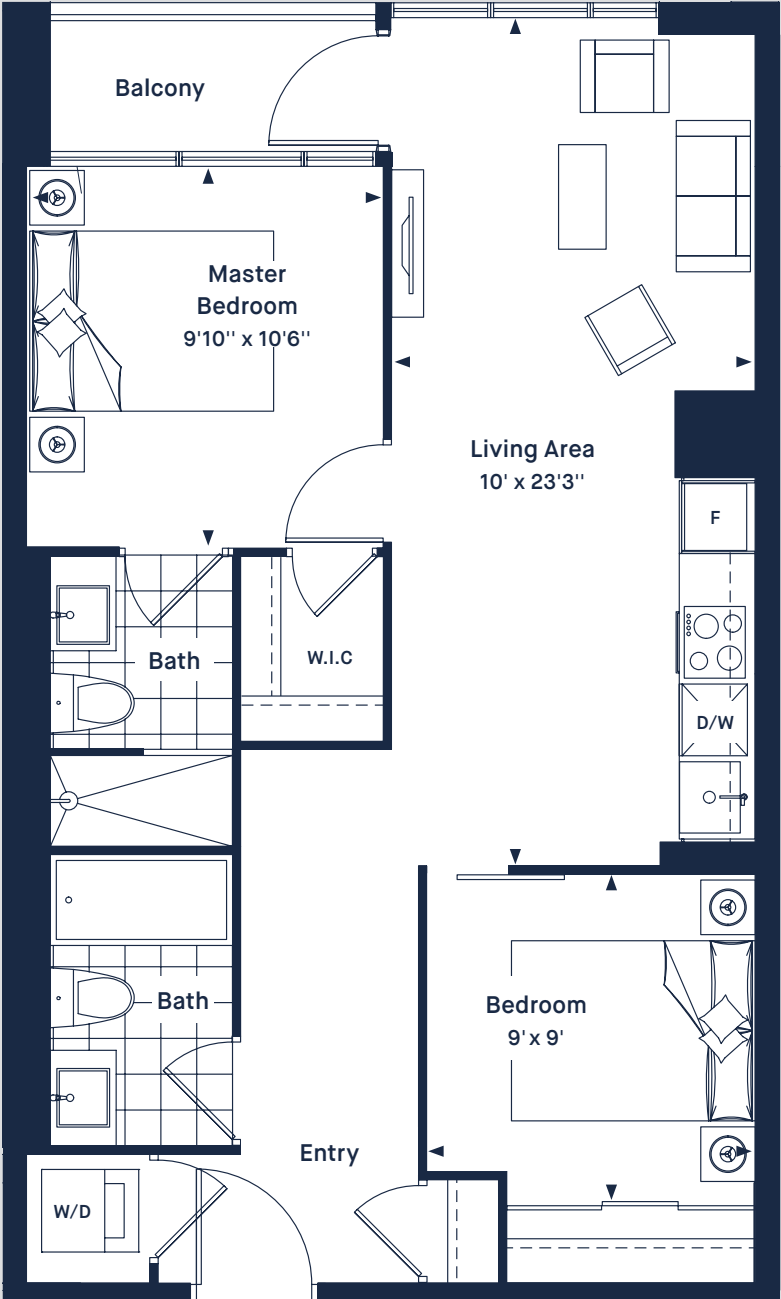 Balcony
Master
Bedroom
9'10'' x 10'6''
Living Area
10' x 23'3''
F
Bath
W.I.C
D/W
Bath
Bedroom
9' x 9'
Entry
W/D